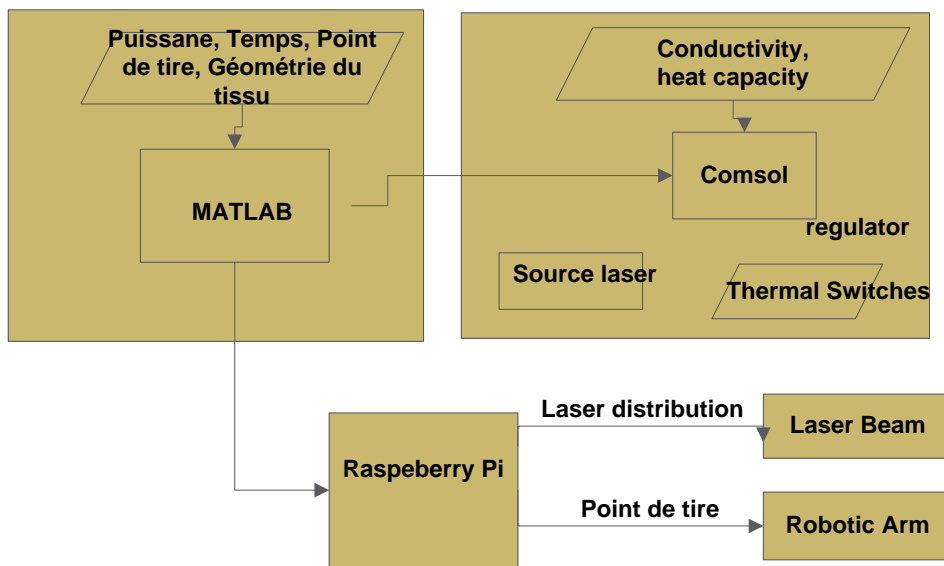 Puissane, Temps, Point
de tire, Géométrie du
tissu
Conductivity,
heat capacity
MATLAB
Comsol
regulator
Source laser
Thermal Switches
Laser distribution
Laser Beam
Raspeberry Pi
Point de tire
Robotic Arm